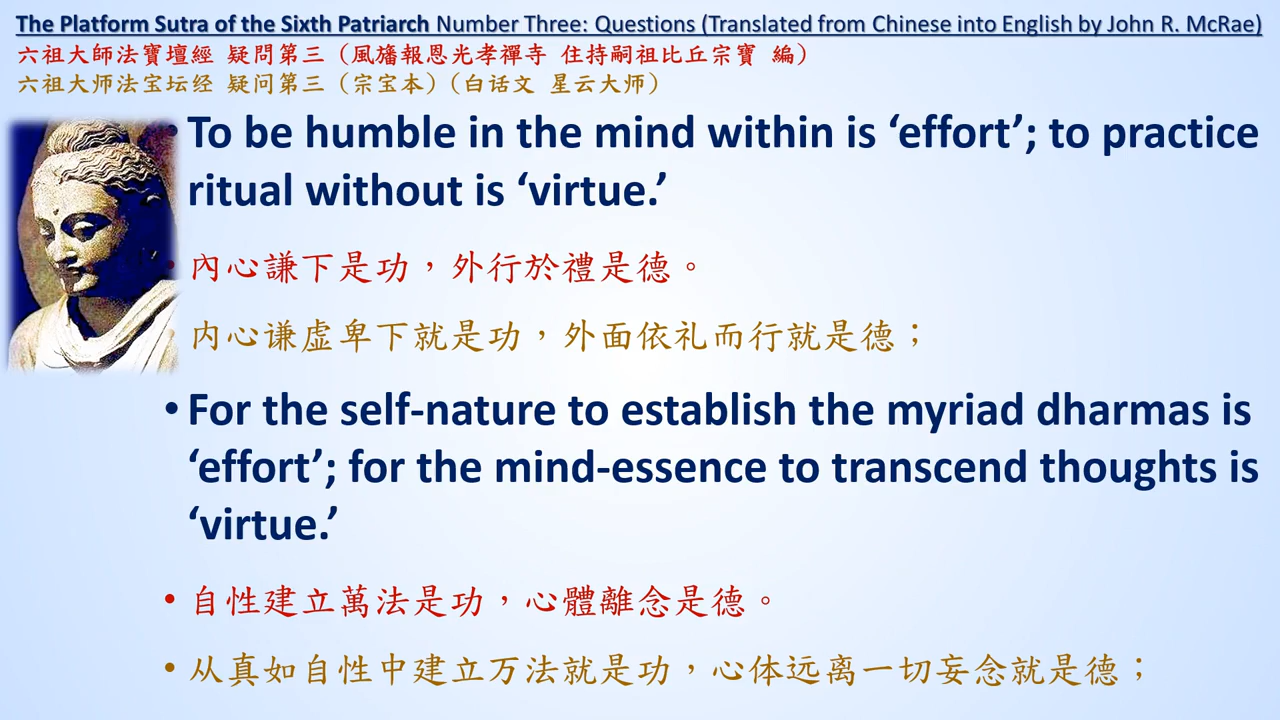 The Platform Sutra of the Sixth Patriarch Number Three: Questions (Translated from Chinese into English by John R. McRae)
六祖大師法寶壇經 疑問第三 (風旛報恩光孝禪寺 住持嗣祖比丘宗寶 編)
六祖大师法宝坛经 疑问第三 (宗宝本) (白话文 星云大师)
• To be humble in the mind within is ‘effort’; to practice
ritual without is ‘virtue.’
• 內心謙下是功，外行於禮是德。
• 内心谦虚卑下就是功，外面依礼而行就是德；
• For the self-nature to establish the myriad dharmas is
‘effort’; for the mind-essence to transcend thoughts is
‘virtue.’
• 自性建立萬法是功，心體離念是德。
• 从真如自性中建立万法就是功，心体远离一切妄念就是德；